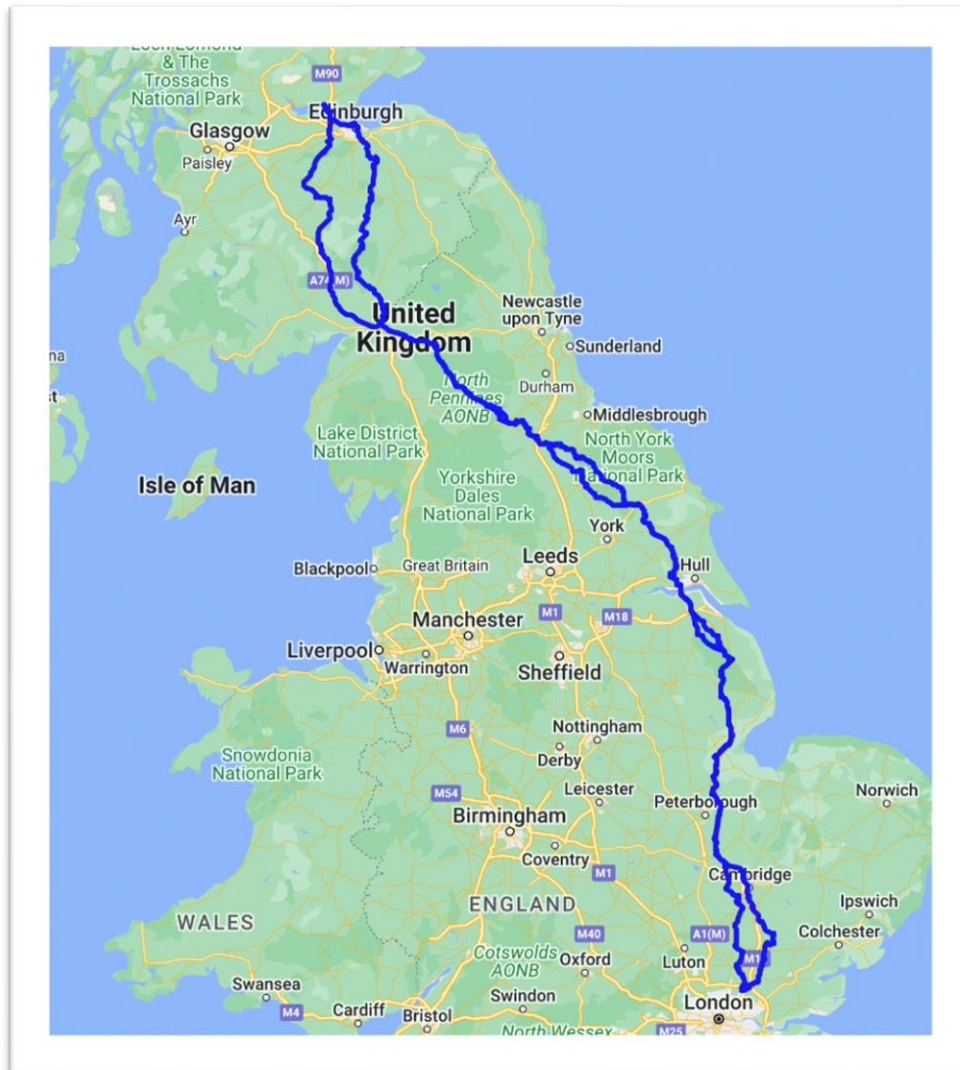 Loch Lomond
& The
Trossachs
National Park
M90
Edinburgh
Glasgow
Paisley
Ayr
A74(M)
United
Kingdom
Newcastle
upon Tyne
Sunderland
North
Pennines
AONB
Durham
Middlesbrough
Lake District
National Park
North York
Moors
National Park
Isle of Man
Yorkshire
Dales
National Park
York
Leeds
Hull
Blackpool
Great Britain
M1
M18
Manchester
Liverpool
Warrington
Sheffield
M6
Nottingham
Derby
Snowdonia
National Park
M54
Leicester
Peterborough
Norwich
Birmingham
Coventry
M1
Cambridge
ENGLAND
Ipswich
WALES
M40
A1(M)
Colchester
Cotswolds
AONB
Oxford
Luton
Swansea
Swindon
London
M4
Cardiff
Bristol
North Wessex
M25